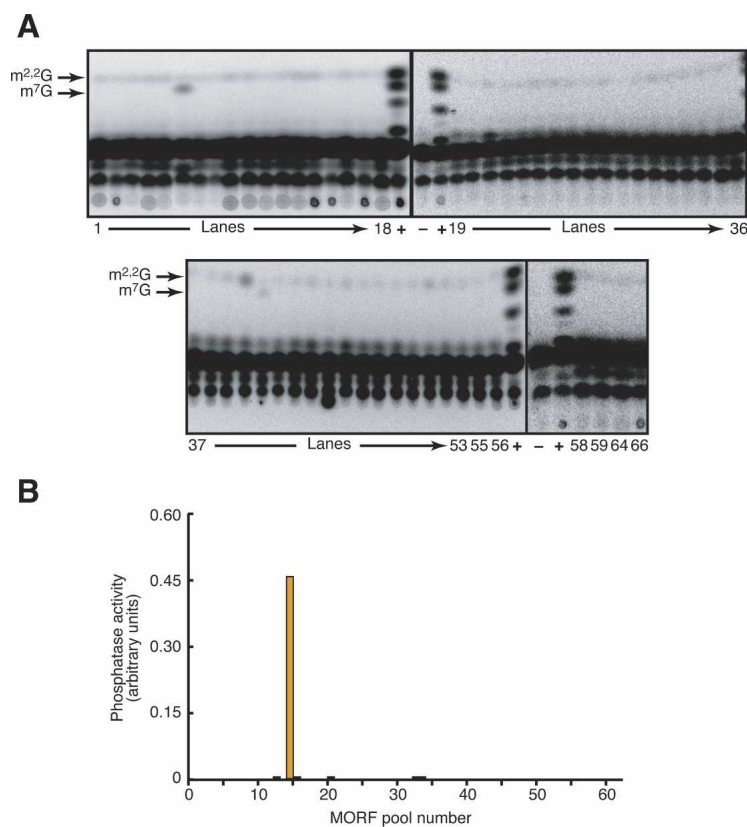 A
m2,2G
m7G
1 Lanes 18 + – + 19 Lanes 36
m2,2G
m7G
37 Lanes 53 55 56 + – + 58 59 64 66
B
0.60
0.45
0.30
0.15
0
Phosphatase activity
(arbitrary units)
0 10 20 30 40 50 60
MORF pool number